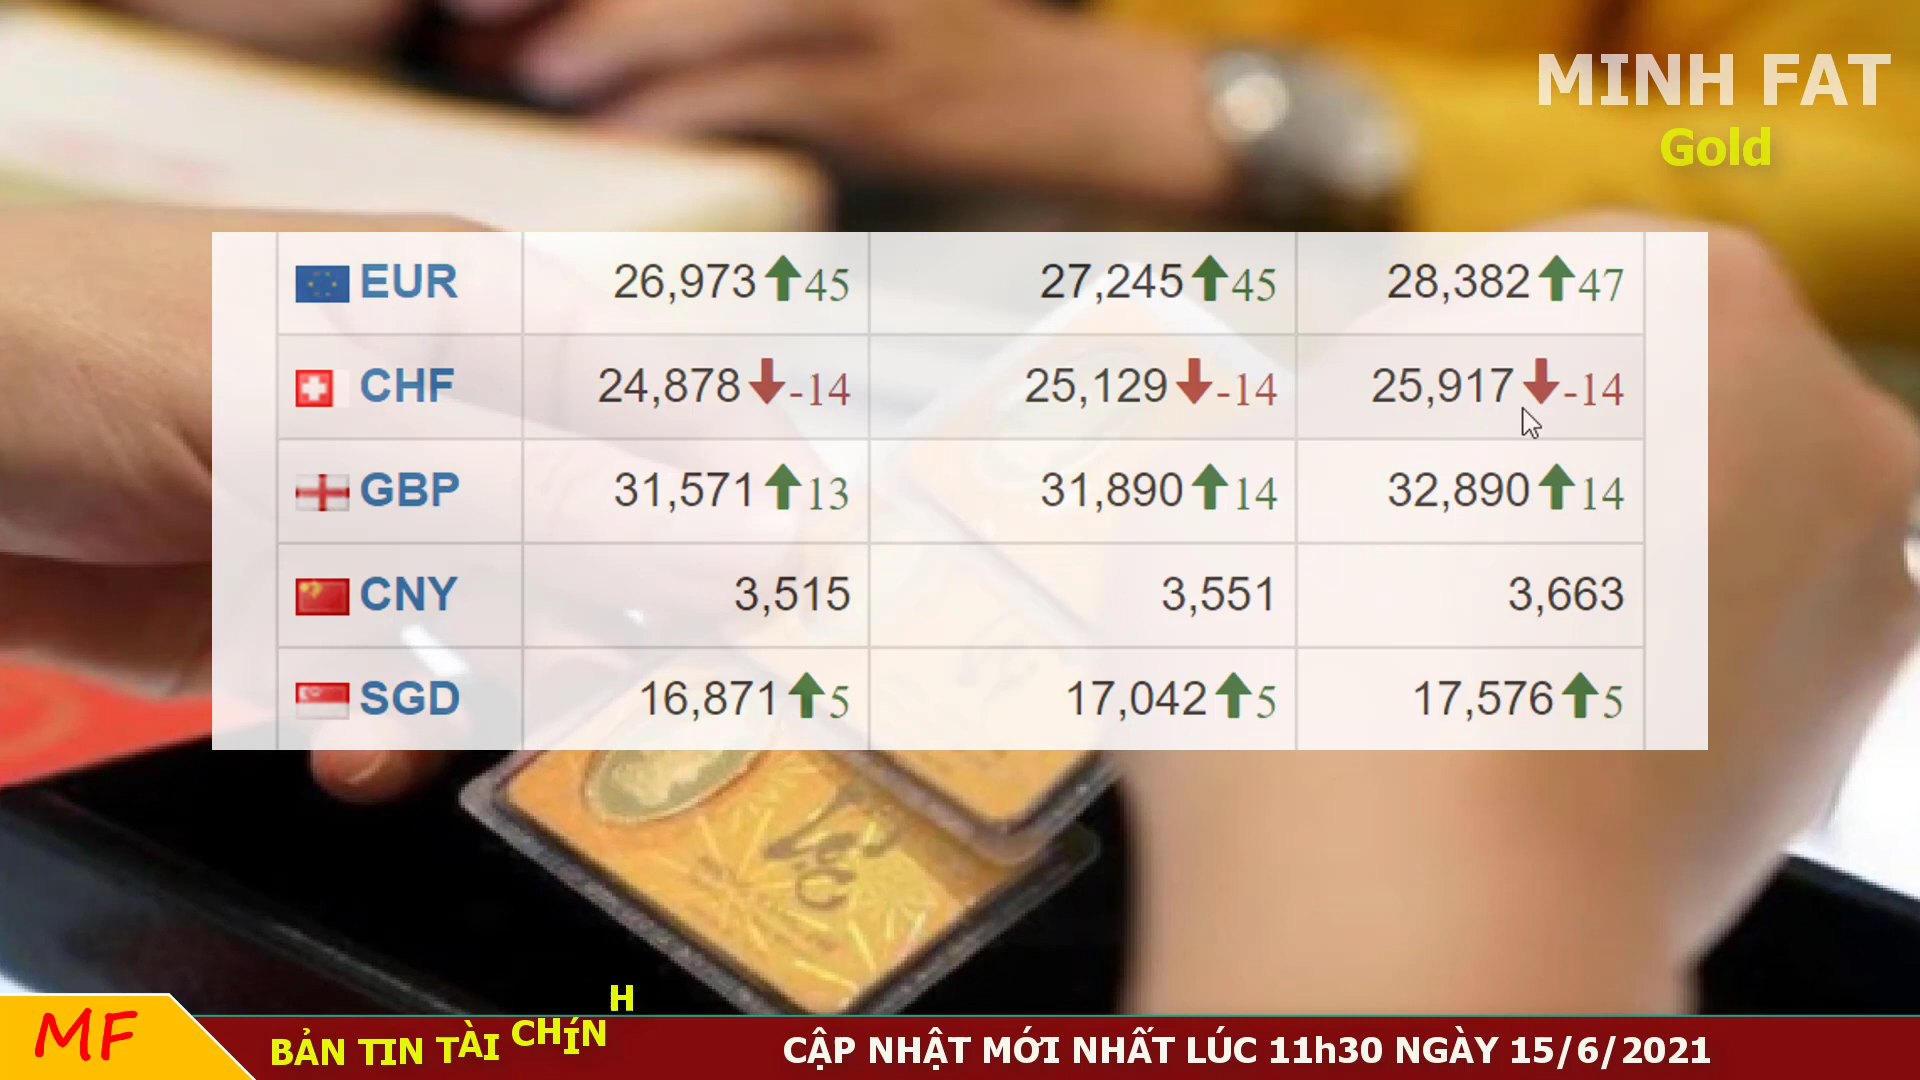 MINH FAT
Gold
EUR 26,973 45 27,245 45 28,382 47
CHF 24,878 -14 25,129 -14 25,917 -14
GBP 31,571 13 31,890 14 32,890 14
CNY 3,515 3,551 3,663
SGD 16,871 5 17,042 5 17,576 5
MF
BẢN TIN TÀI CHÍNH
CẬP NHẬT MỚI NHẤT LÚC 11h30 NGÀY 15/6/2021